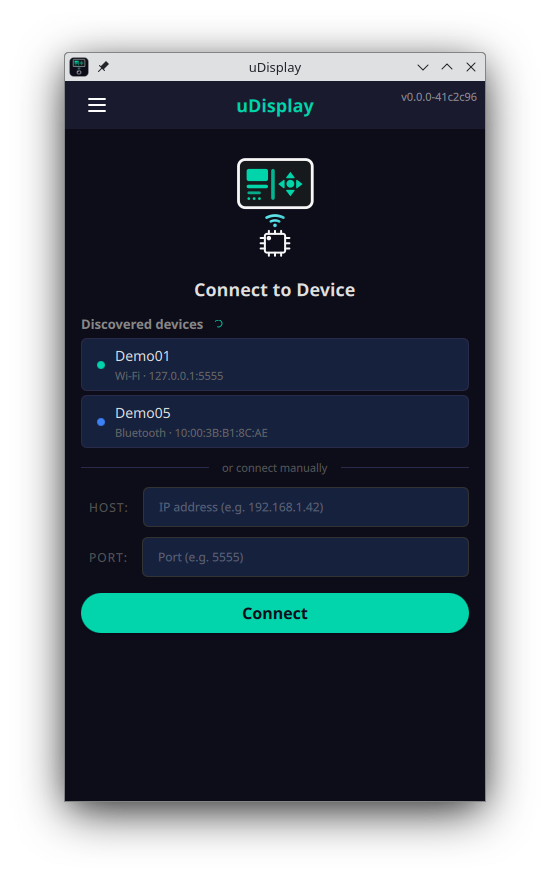 uDisplay
uDisplay
v0.0.0-41c2c96
Connect to Device
Discovered devices
Demo01
Wi-Fi · 127.0.0.1:5555
Demo05
Bluetooth · 10:00:3B:B1:8C:AE
or connect manually
HOST: IP address (e.g. 192.168.1.42)
PORT: Port (e.g. 5555)
Connect